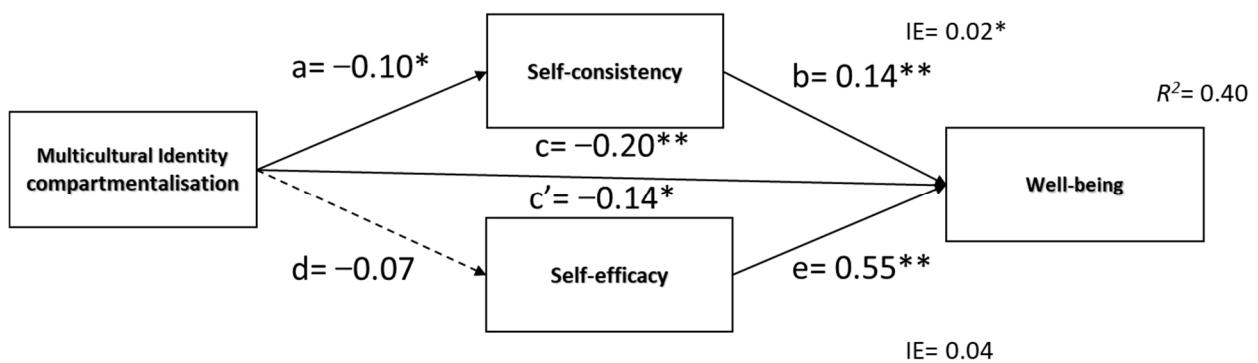 IE= 0.02*
a= −0.10*
Self-consistency
b= 0.14**
R²= 0.40
c= −0.20**
Multicultural Identity
compartmentalisation
Well-being
c’= −0.14*
d= −0.07
Self-efficacy
e= 0.55**
IE= 0.04